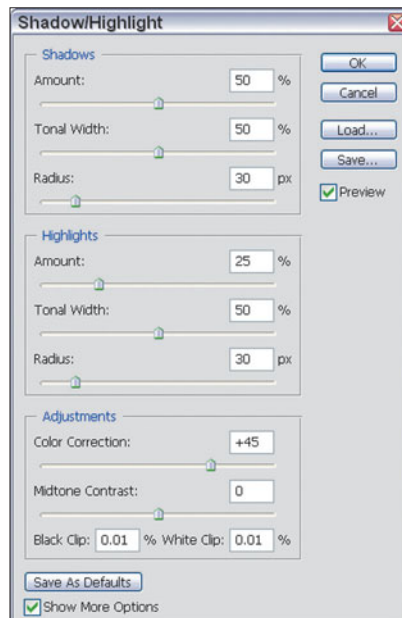 Shadow/Highlight
Shadows
Amount: 50 %
Tonal Width: 50 %
Radius: 30 px
Highlights
Amount: 25 %
Tonal Width: 50 %
Radius: 30 px
Adjustments
Color Correction: +45
Midtone Contrast: 0
Black Clip: 0.01 % White Clip: 0.01 %
Save As Defaults
Show More Options
OK
Cancel
Load...
Save...
Preview